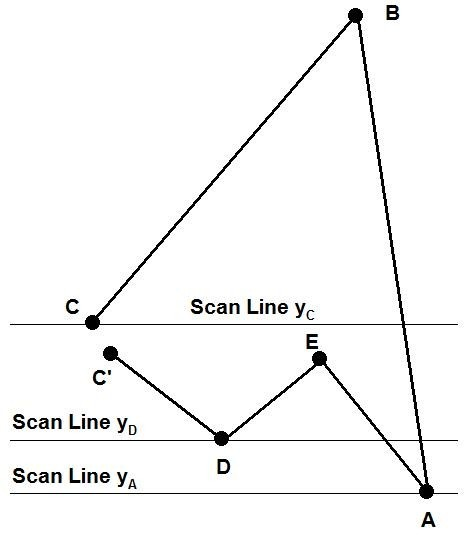 B
C
Scan Line yC
E
C'
Scan Line yD
D
Scan Line yA
A